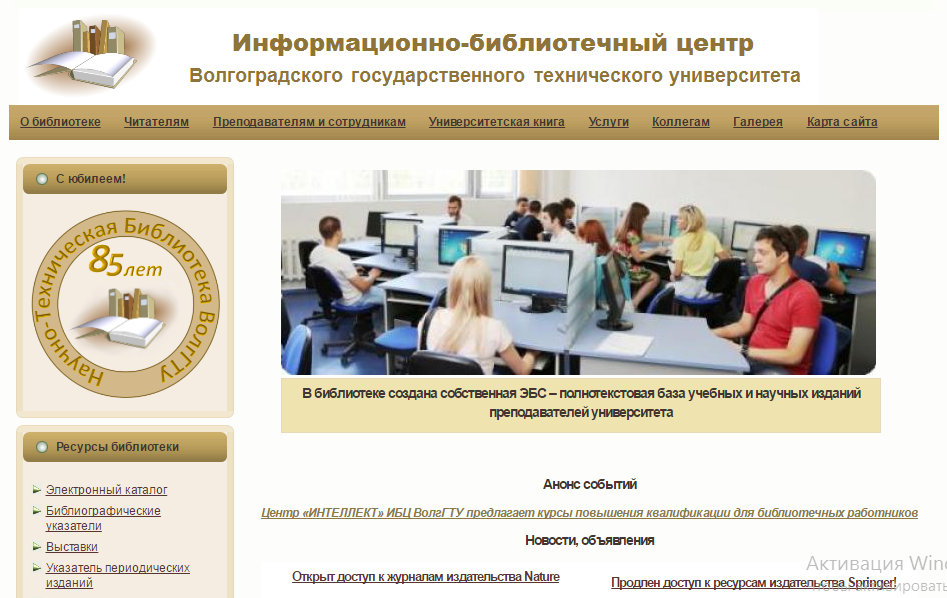 Информационно-библиотечный центр
Волгоградского государственного технического университета
О библиотеке Читателям Преподавателям и сотрудникам Университетская книга Услуги Коллегам Галерея Карта сайта
С юбилеем!
Научно-Техническая Библиотека ВолгГТУ
85лет
В библиотеке создана собственная ЭБС – полнотекстовая база учебных и научных изданий
преподавателей университета
Ресурсы библиотеки
Электронный каталог
Библиографические
указатели
Выставки
Указатель периодических
изданий
Анонс событий
Центр «ИНТЕЛЛЕКТ» ИБЦ ВолгГТУ предлагает курсы повышения квалификации для библиотечных работников
Новости, объявления
Открыт доступ к журналам издательства Nature
Продлен доступ к ресурсам издательства Springer!
Активация Wind